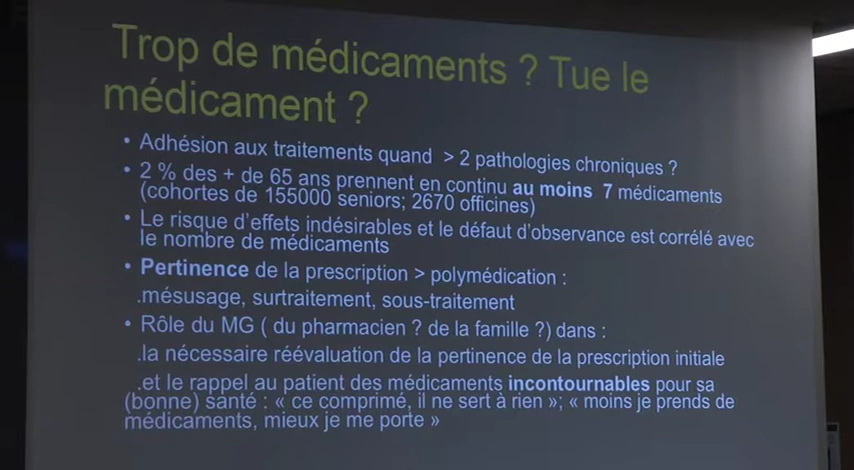 Trop de médicaments ? Tue le
médicament ?
• Adhésion aux traitements quand > 2 pathologies chroniques ?
• 2 % des + de 65 ans prennent en continu au moins 7 médicaments
(cohortes de 155000 seniors; 2670 officines)
• Le risque d'effets indésirables et le défaut d'observance est corrélé avec
le nombre de médicaments
• Pertinence de la prescription > polymédication :
.mésusage, surtraitement, sous-traitement
• Rôle du MG ( du pharmacien ? de la famille ?) dans :
.la nécessaire réévaluation de la pertinence de la prescription initiale
.et le rappel au patient des médicaments incontournables pour sa
(bonne) santé : « ce comprimé, il ne sert à rien »; « moins je prends de
médicaments, mieux je me porte »